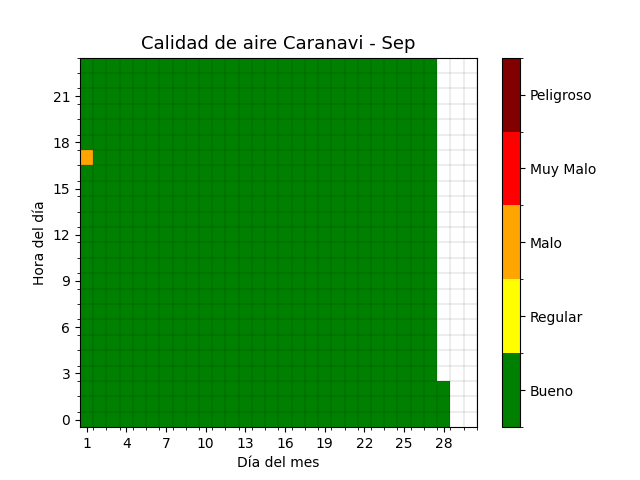 Calidad de aire Caranavi - Sep
Hora del día
21
18
15
12
9
6
3
0
1 4 7 10 13 16 19 22 25 28
Día del mes
Peligroso
Muy Malo
Malo
Regular
Bueno